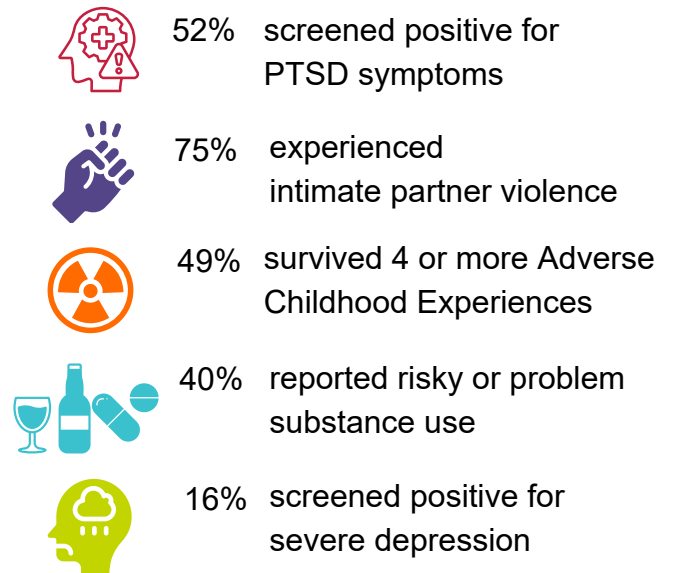 52% screened positive for
PTSD symptoms
75% experienced
intimate partner violence
49% survived 4 or more Adverse
Childhood Experiences
40% reported risky or problem
substance use
16% screened positive for
severe depression